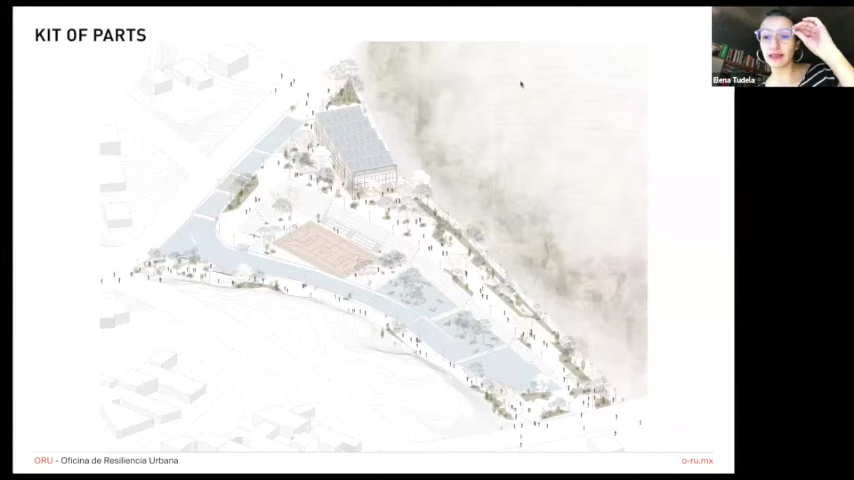 KIT OF PARTS
Elena Tudela
ORU - Oficina de Resiliencia Urbana
o-ru.mx